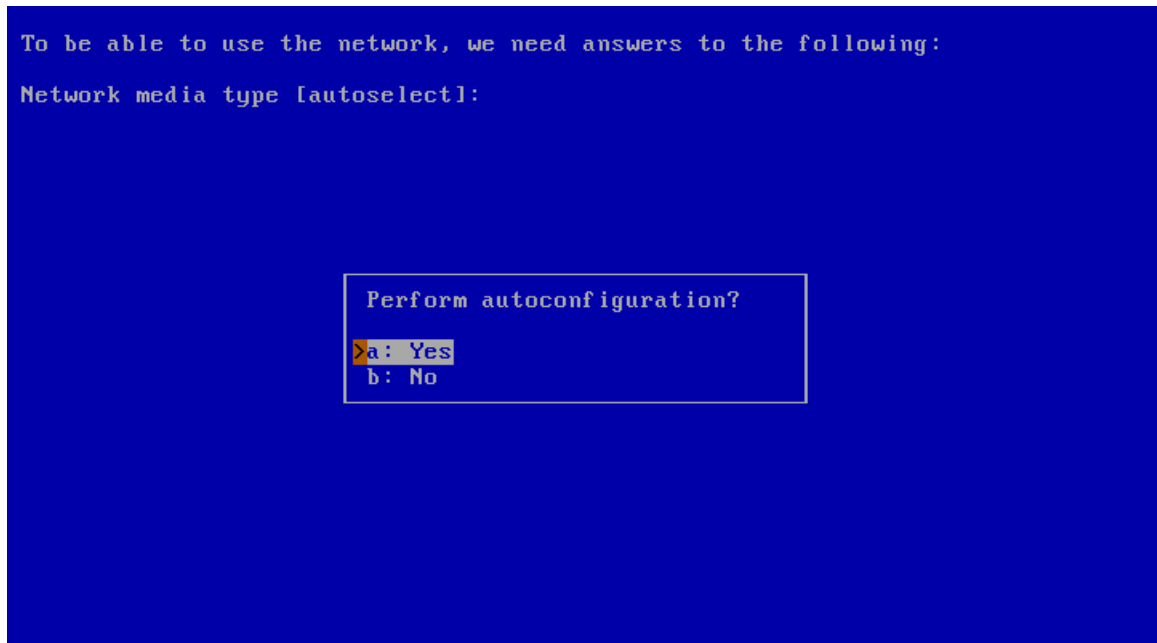 To be able to use the network, we need answers to the following:
Network media type [autoselect]:
Perform autoconfiguration?
>a: Yes
b: No